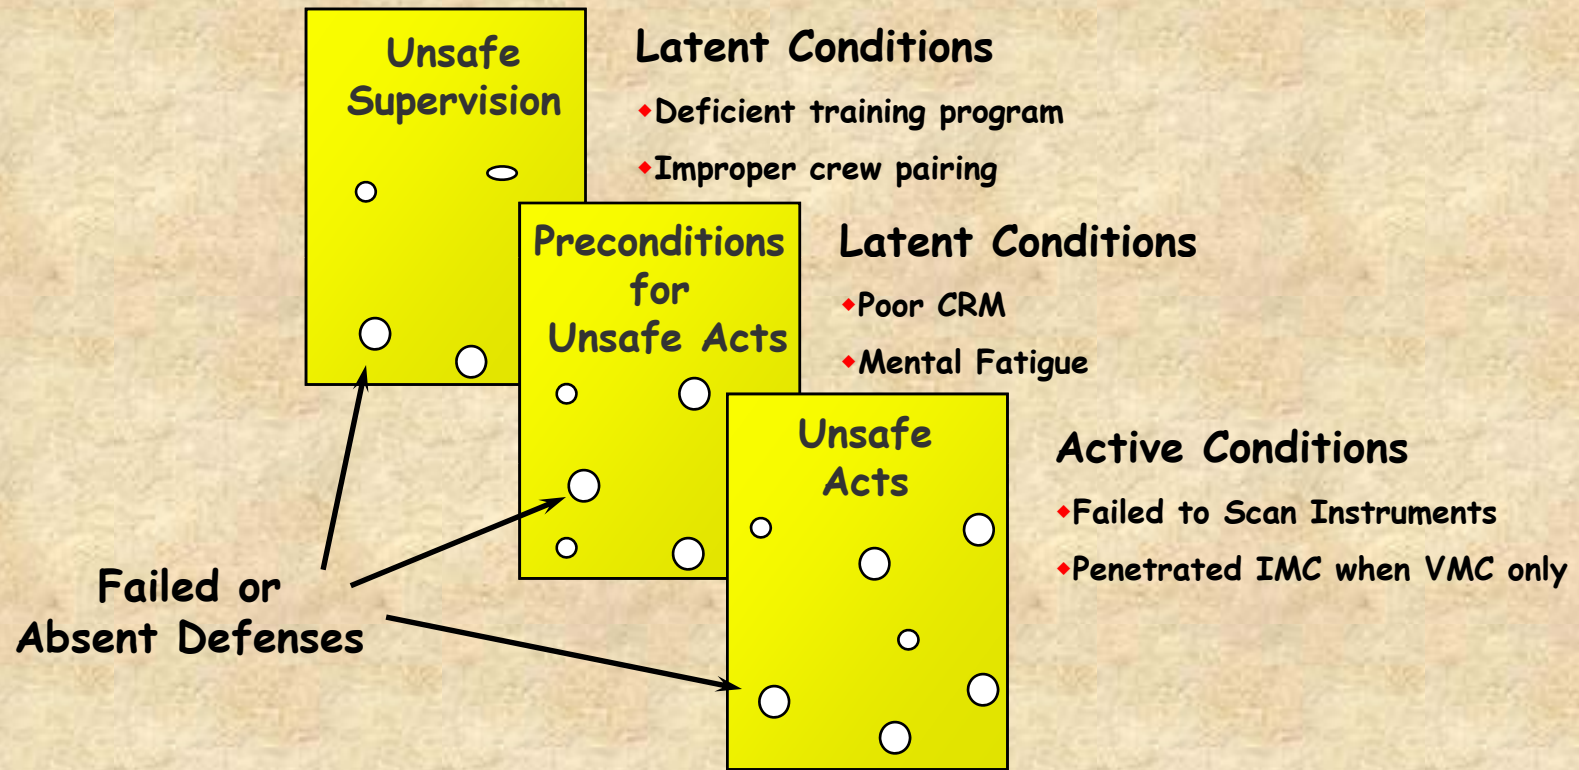 Unsafe
Supervision
Latent Conditions
Deficient training program
Improper crew pairing
Preconditions
for
Unsafe Acts
Latent Conditions
Poor CRM
Mental Fatigue
Unsafe
Acts
Active Conditions
Failed to Scan Instruments
Penetrated IMC when VMC only
Failed or
Absent Defenses